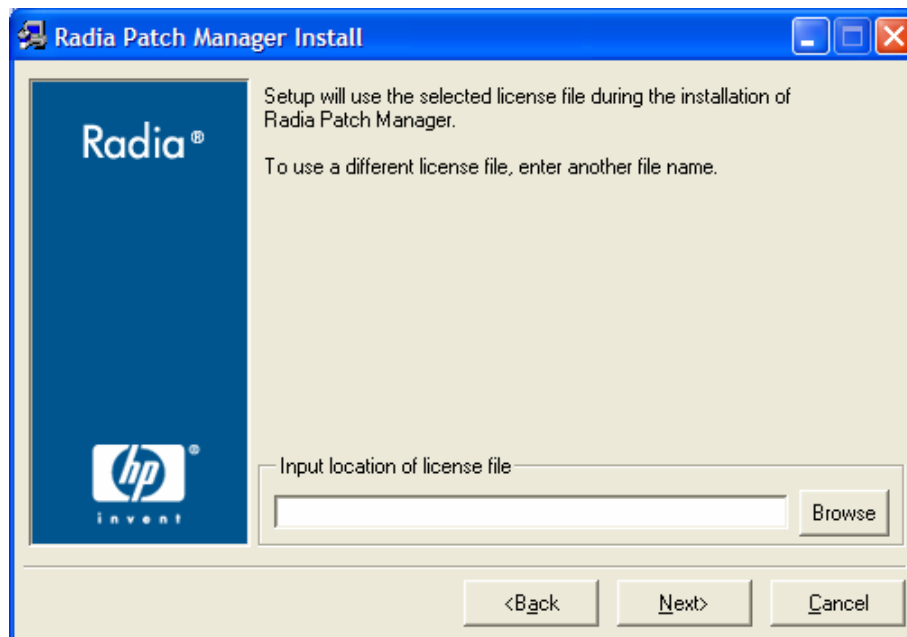 Radia Patch Manager Install
Radia®
Setup will use the selected license file during the installation of
Radia Patch Manager.
To use a different license file, enter another file name.
hp®
invent
Input location of license file
Browse
<Back
Next>
Cancel